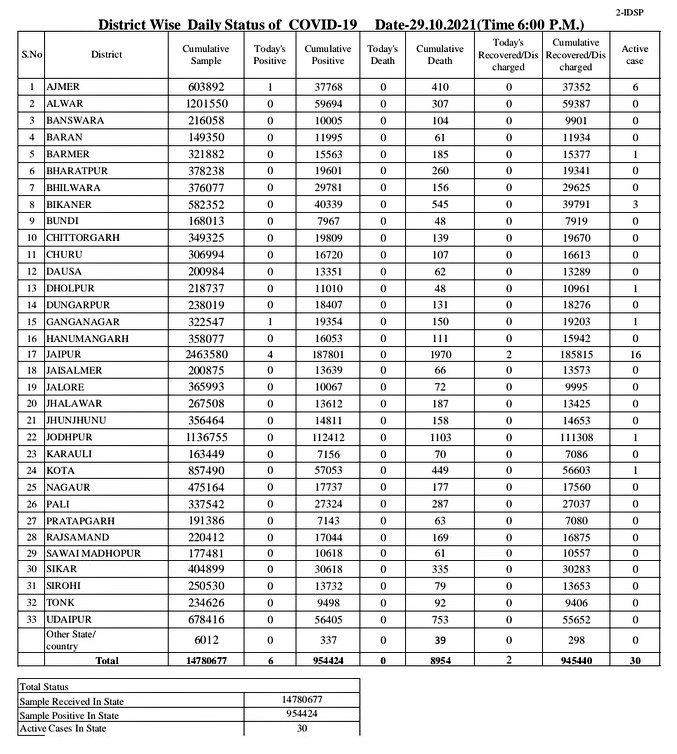 2-IDSP
District Wise Daily Status of COVID-19 Date-29.10.2021(Time 6:00 P.M.)
S.No District Cumulative Sample Today's Positive Cumulative Positive Today's Death Cumulative Death Today's Recovered/Dis charged Cumulative Recovered/Dis charged Active case
1 AJMER 603892 1 37768 0 410 0 37352 6
2 ALWAR 1201550 0 59694 0 307 0 59387 0
3 BANSWARA 216058 0 10005 0 104 0 9901 0
4 BARAN 149350 0 11995 0 61 0 11934 0
5 BARMER 321882 0 15563 0 185 0 15377 1
6 BHARATPUR 378238 0 19601 0 260 0 19341 0
7 BHILWARA 376077 0 29781 0 156 0 29625 0
8 BIKANER 582352 0 40339 0 545 0 39791 3
9 BUNDI 168013 0 7967 0 48 0 7919 0
10 CHITTORGARH 349325 0 19809 0 139 0 19670 0
11 CHURU 306994 0 16720 0 107 0 16613 0
12 DAUSA 200984 0 13351 0 62 0 13289 0
13 DHOLPUR 218737 0 11010 0 48 0 10961 1
14 DUNGARPUR 238019 0 18407 0 131 0 18276 0
15 GANGANAGAR 322547 1 19354 0 150 0 19203 1
16 HANUMANGARH 358077 0 16053 0 111 0 15942 0
17 JAIPUR 2463580 4 187801 0 1970 2 185815 16
18 JAISALMER 200875 0 13639 0 66 0 13573 0
19 JALORE 365993 0 10067 0 72 0 9995 0
20 JHALAWAR 267508 0 13612 0 187 0 13425 0
21 JHUNJHUNU 356464 0 14811 0 158 0 14653 0
22 JODHPUR 1136755 0 112412 0 1103 0 111308 1
23 KARAULI 163449 0 7156 0 70 0 7086 0
24 KOTA 857490 0 57053 0 449 0 56603 1
25 NAGAUR 475164 0 17737 0 177 0 17560 0
26 PALI 337542 0 27324 0 287 0 27037 0
27 PRATAPGARH 191386 0 7143 0 63 0 7080 0
28 RAJSAMAND 220412 0 17044 0 169 0 16875 0
29 SAWAI MADHOPUR 177481 0 10618 0 61 0 10557 0
30 SIKAR 404899 0 30618 0 335 0 30283 0
31 SIROHI 250530 0 13732 0 79 0 13653 0
32 TONK 234626 0 9498 0 92 0 9406 0
33 UDAIPUR 678416 0 56405 0 753 0 55652 0
Other State/ country 6012 0 337 0 39 0 298 0
Total 14780677 6 954424 0 8954 2 945440 30
Total Status
Sample Received In State 14780677
Sample Positive In State 954424
Active Cases In State 30